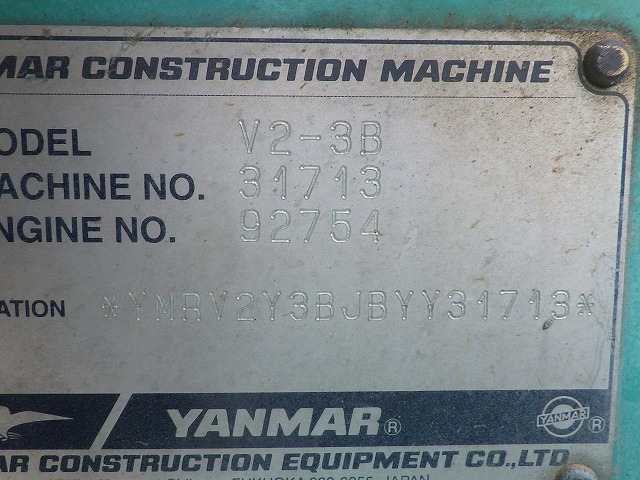 MAR CONSTRUCTION MACHINE
ODEL V2-3B
ACHINE NO. 31713
NGINE NO. 92754
ATION *YMRV2Y3BJBYY31713*
YANMAR®
YANMAR ®
AR CONSTRUCTION EQUIPMENT CO.,LTD
JAPAN